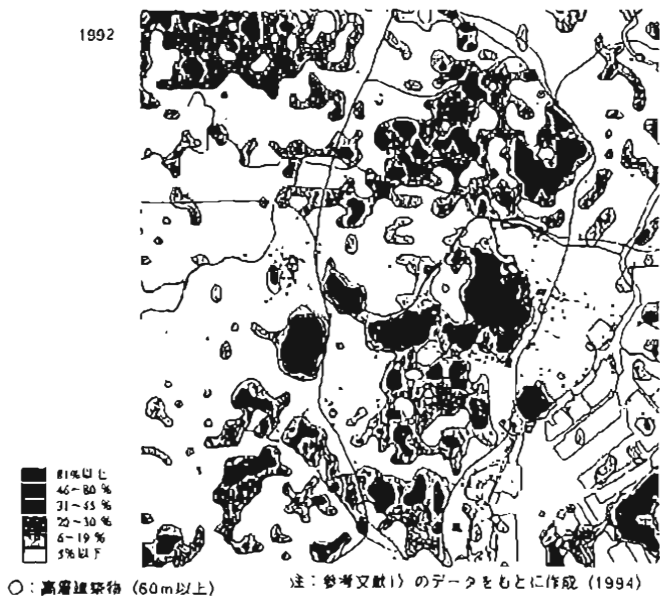 1992
81%以上
46~80 %
31~45 %
20~30 %
6~19 %
5%以下
○:高層建築物 (60m以上)
注:参考文献1) のデータをもとに作成 (1994)